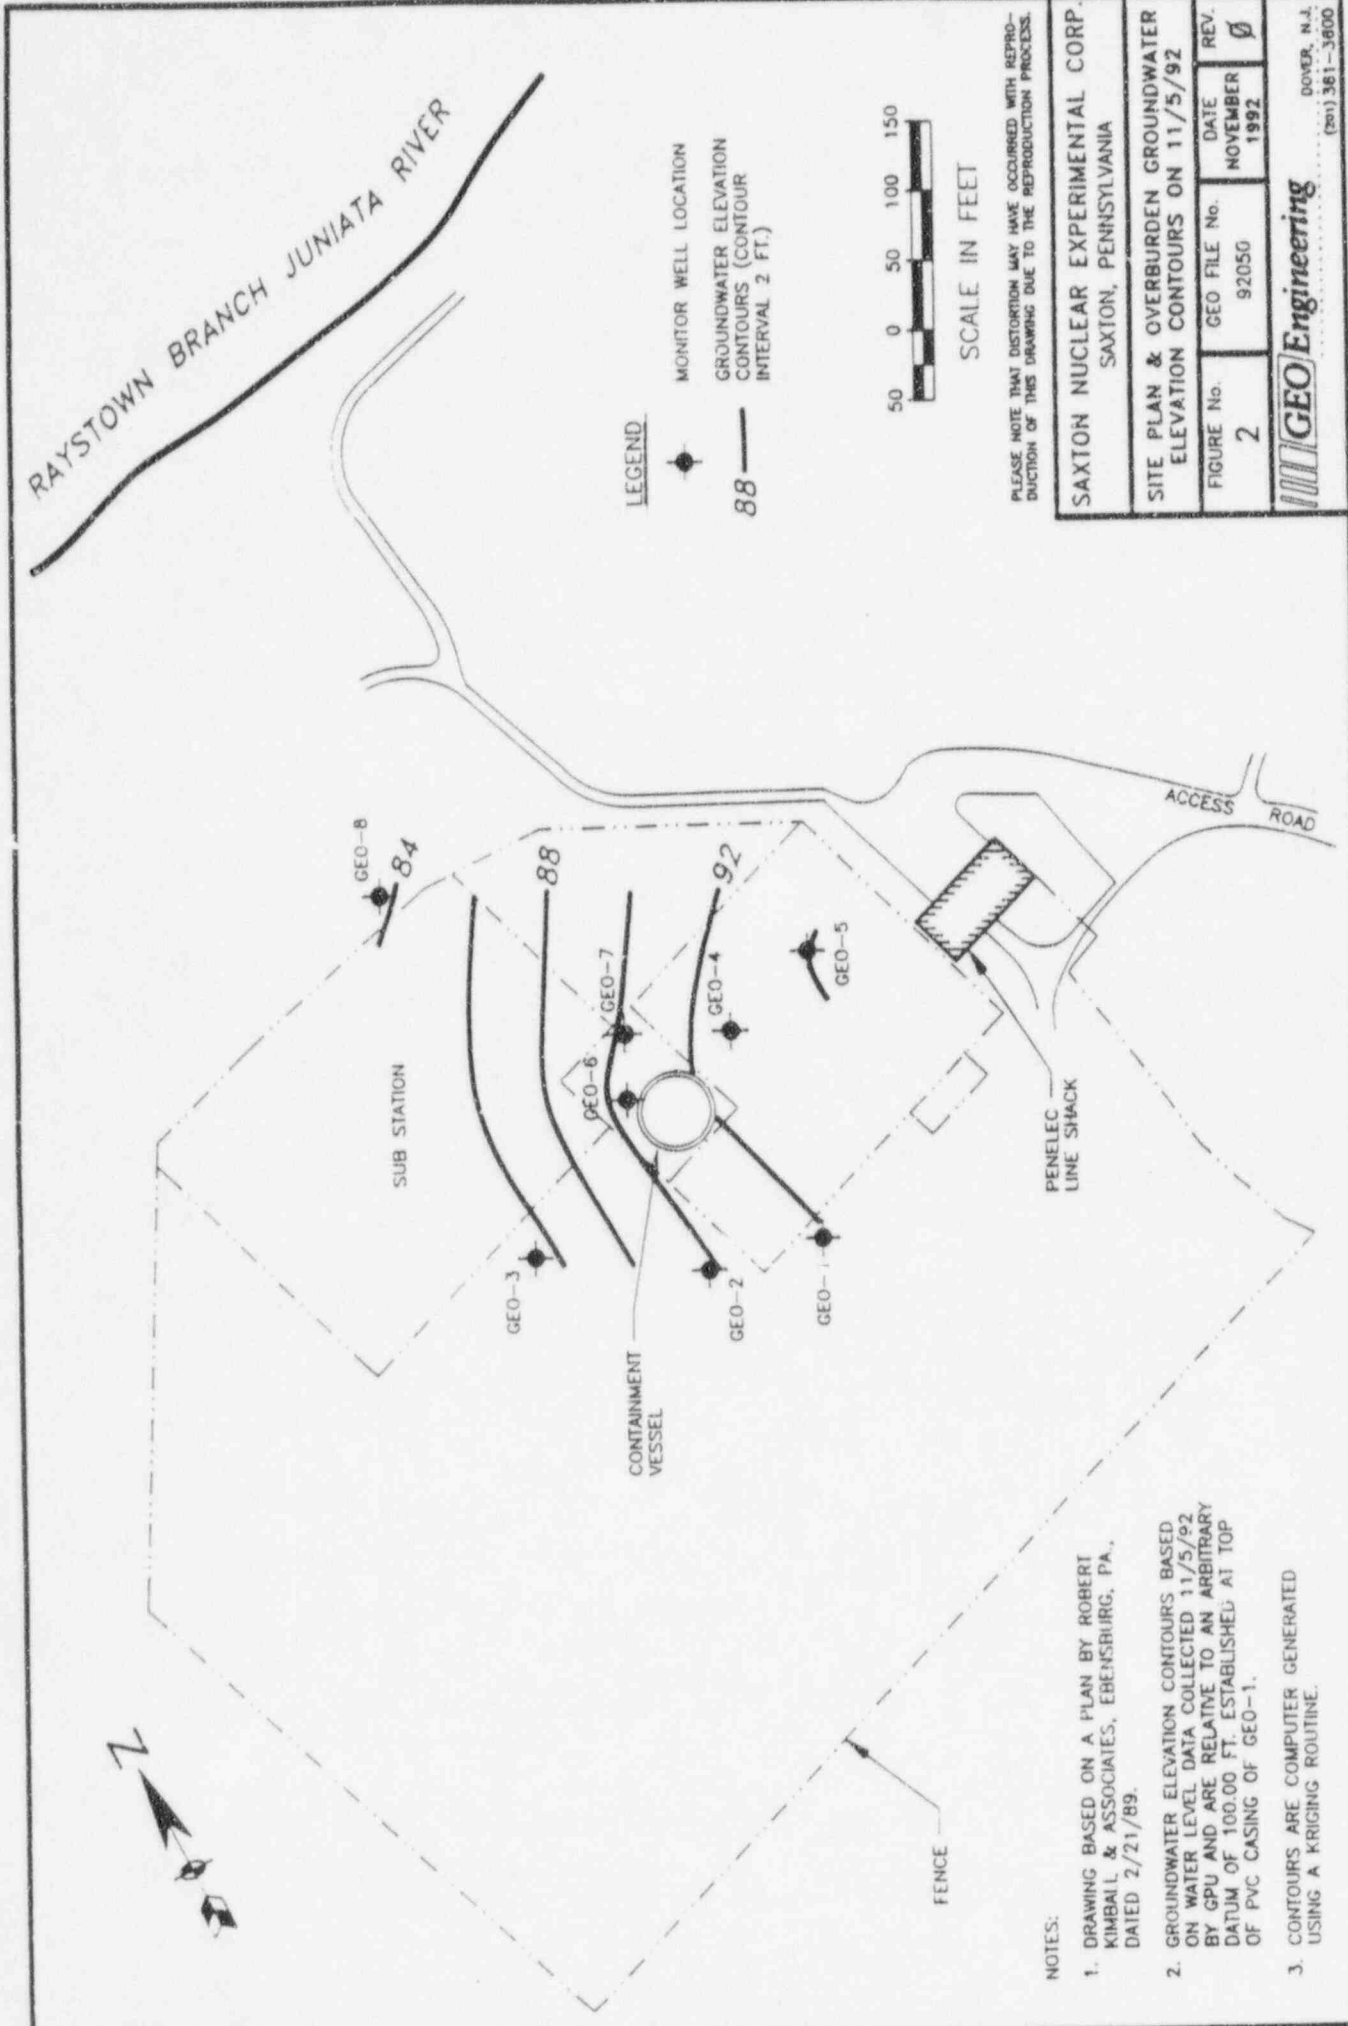 RAYSTOWN BRANCH JUNIATA RIVER
N
GEO-8
84
SUB STATION
88
GEO-3
GEO-6
GEO-7
92
GEO-4
GEO-5
CONTAINMENT
VESSEL
GEO-2
GEO-
PENELEC
LINE SHACK
ACCESS ROAD
FENCE
LEGEND
MONITOR WELL LOCATION
88
GROUNDWATER ELEVATION
CONTOURS (CONTOUR
INTERVAL 2 FT.)
50 0 50 100 150
SCALE IN FEET
NOTES:
1. DRAWING BASED ON A PLAN BY ROBERT
KIMBALL & ASSOCIATES, EBENSBURG, PA.,
DATED 2/21/89.
2. GROUNDWATER ELEVATION CONTOURS BASED
ON WATER LEVEL DATA COLLECTED 11/5/92
BY GPU AND ARE RELATIVE TO AN ARBITRARY
DATUM OF 100.00 FT. ESTABLISHED AT TOP
OF PVC CASING OF GEO-1.
3. CONTOURS ARE COMPUTER GENERATED
USING A KRIGING ROUTINE.
PLEASE NOTE THAT DISTORTION MAY HAVE OCCURRED WITH REPRO-
DUCTION OF THIS DRAWING DUE TO THE REPRODUCTION PROCESS.
SAXTON NUCLEAR EXPERIMENTAL CORP.
SAXTON, PENNSYLVANIA
SITE PLAN & OVERBURDEN GROUNDWATER
ELEVATION CONTOURS ON 11/5/92
FIGURE No.
2
GEO FILE No.
92050
DATE
NOVEMBER
1992
REV.
Ø
GEO Engineering
DOVER, N.J.
(201) 361-3600